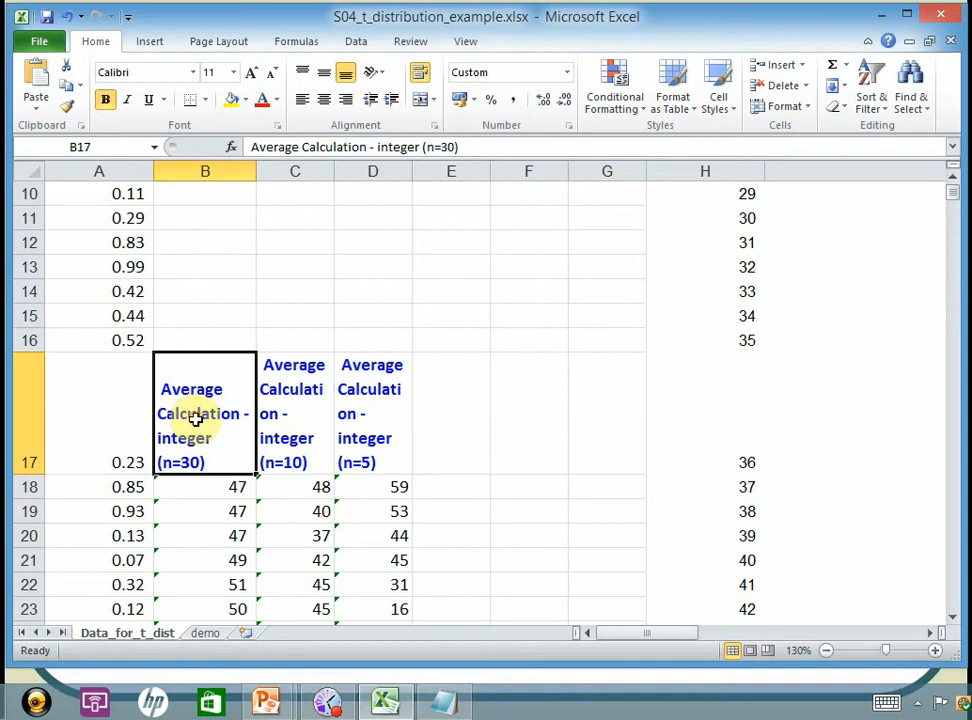 S04_t_distribution_example.xlsx - Microsoft Excel
File Home Insert Page Layout Formulas Data Review View
Paste Calibri 11 Custom Conditional Formatting Format as Table Cell Styles Insert Delete Format Sort & Filter Find & Select
Clipboard Font Alignment Number Styles Cells Editing
B17 fx Average Calculation - integer (n=30)
A B C D E F G H
10 0.11 29
11 0.29 30
12 0.83 31
13 0.99 32
14 0.42 33
15 0.44 34
16 0.52 35
Average Calculation - integer (n=30)
Average Calculati on - integer (n=10)
Average Calculati on - integer (n=5)
17 0.23 36
18 0.85 47 48 59 37
19 0.93 47 40 53 38
20 0.13 47 37 44 39
21 0.07 49 42 45 40
22 0.32 51 45 31 41
23 0.12 50 45 16 42
Data_for_t_dist demo
Ready 130%